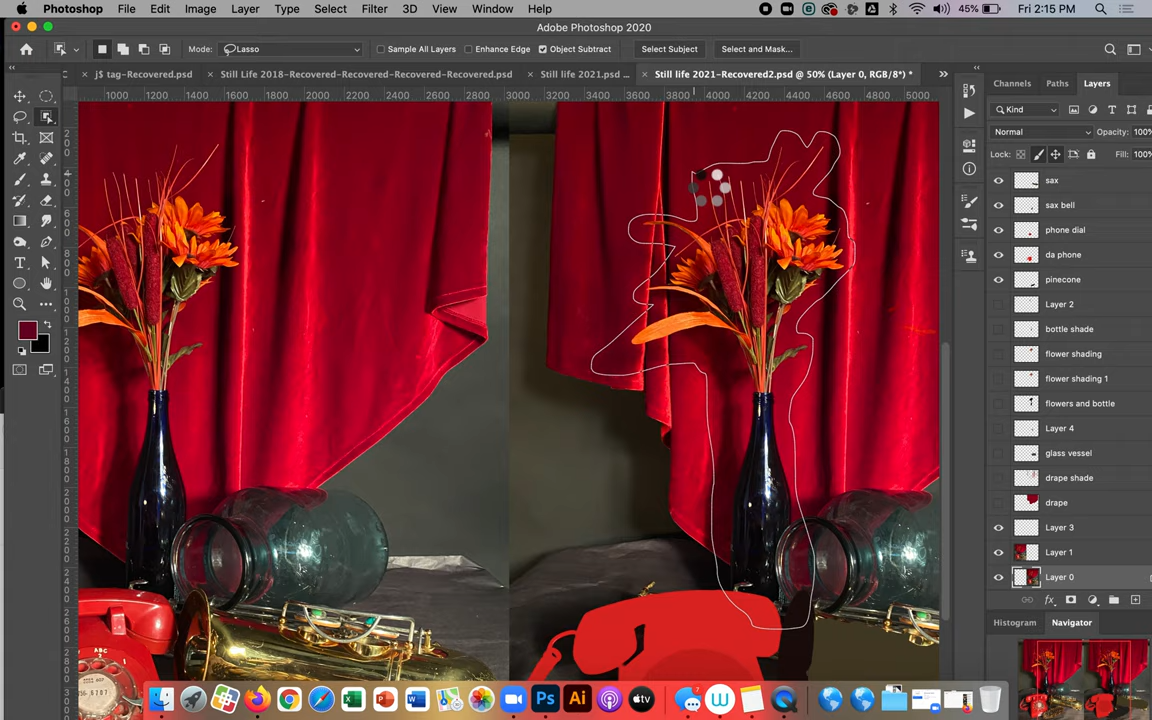 Photoshop File Edit Image Layer Type Select Filter 3D View Window Help 45% Fri 2:15 PM
Adobe Photoshop 2020
Mode: Lasso Sample All Layers Enhance Edge Object Subtract Select Subject Select and Mask...
j$ tag-Recovered.psd Still Life 2018-Recovered-Recovered-Recovered-Recovered.psd Still life 2021.psd ... Still life 2021-Recovered2.psd @ 50% (Layer 0, RGB/8*) *
Channels Paths Layers
1000 1200 1400 1600 1800 2000 2200 2400 2600 2800 3000 3200 3400 3600 3800 4000 4200 4400 4600 4800 5000
Kind
Normal Opacity: 100%
Lock: Fill: 100%
sax
sax bell
phone dial
da phone
pinecone
Layer 2
bottle shade
flower shading
flower shading 1
flowers and bottle
Layer 4
glass vessel
drape shade
drape
Layer 3
Layer 1
Layer 0
fx
Histogram Navigator
ABC
2